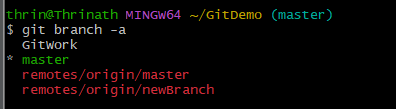 thrin@Thrinath MINGW64 ~/GitDemo (master)
$ git branch -a
  GitWork
* master
  remotes/origin/master
  remotes/origin/newBranch